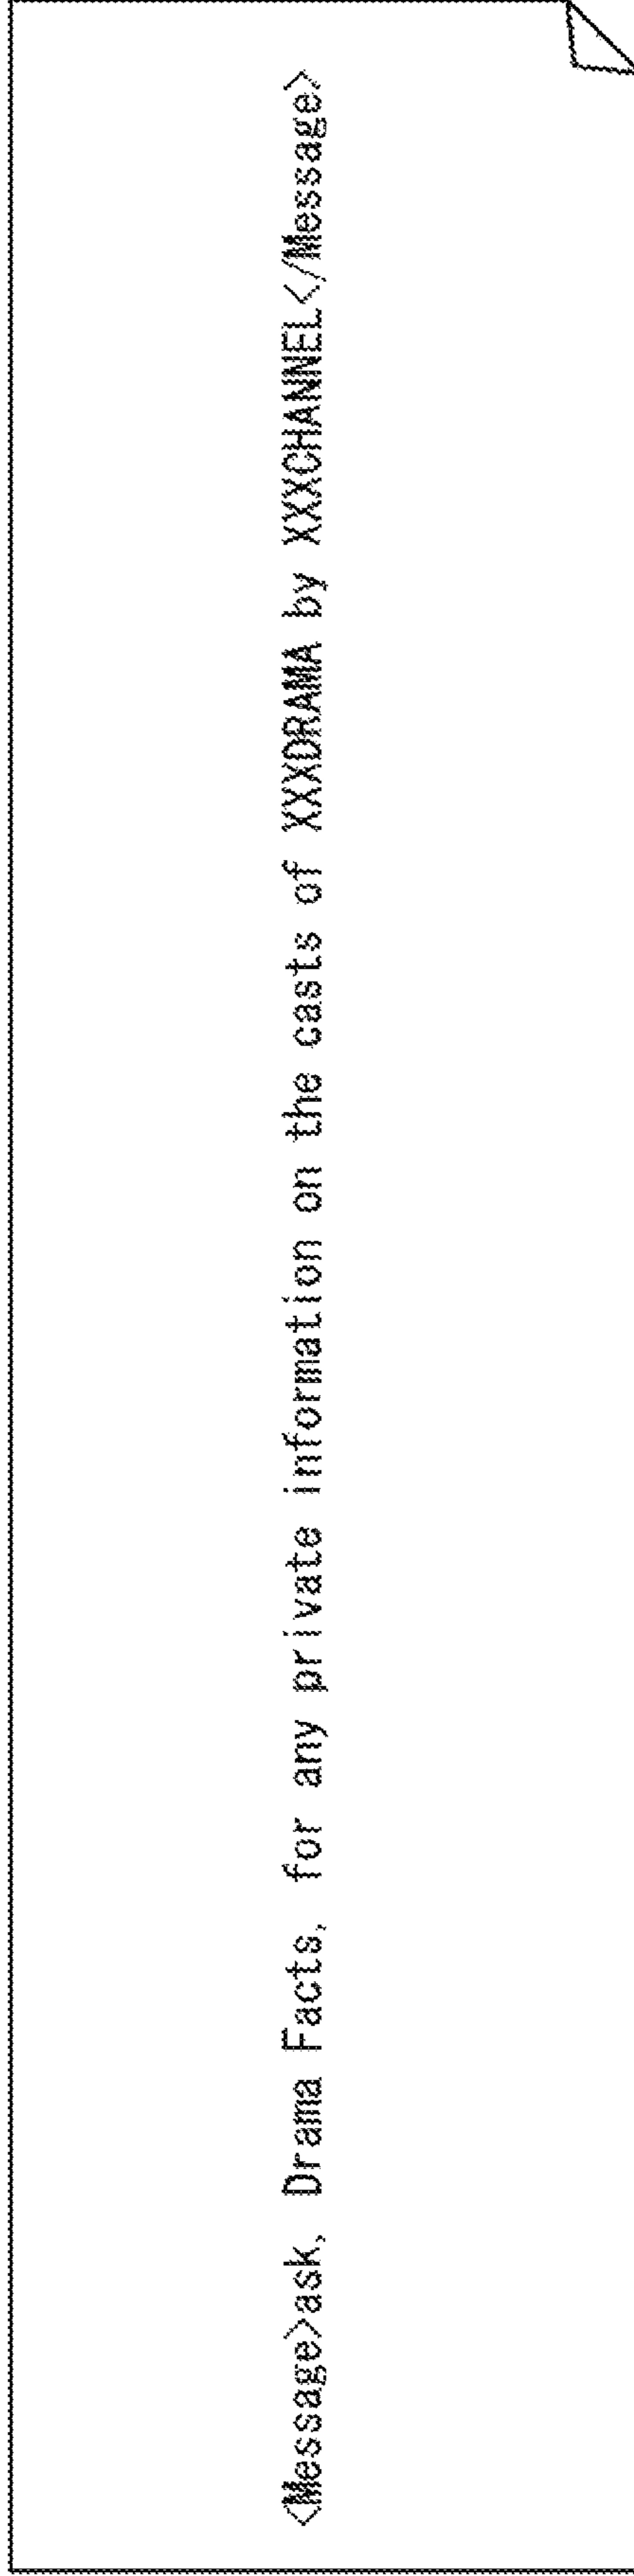 <Message>ask, Drama Facts, for any private information on the casts of XXXDRAMA by XXXCHANNEL</Message>